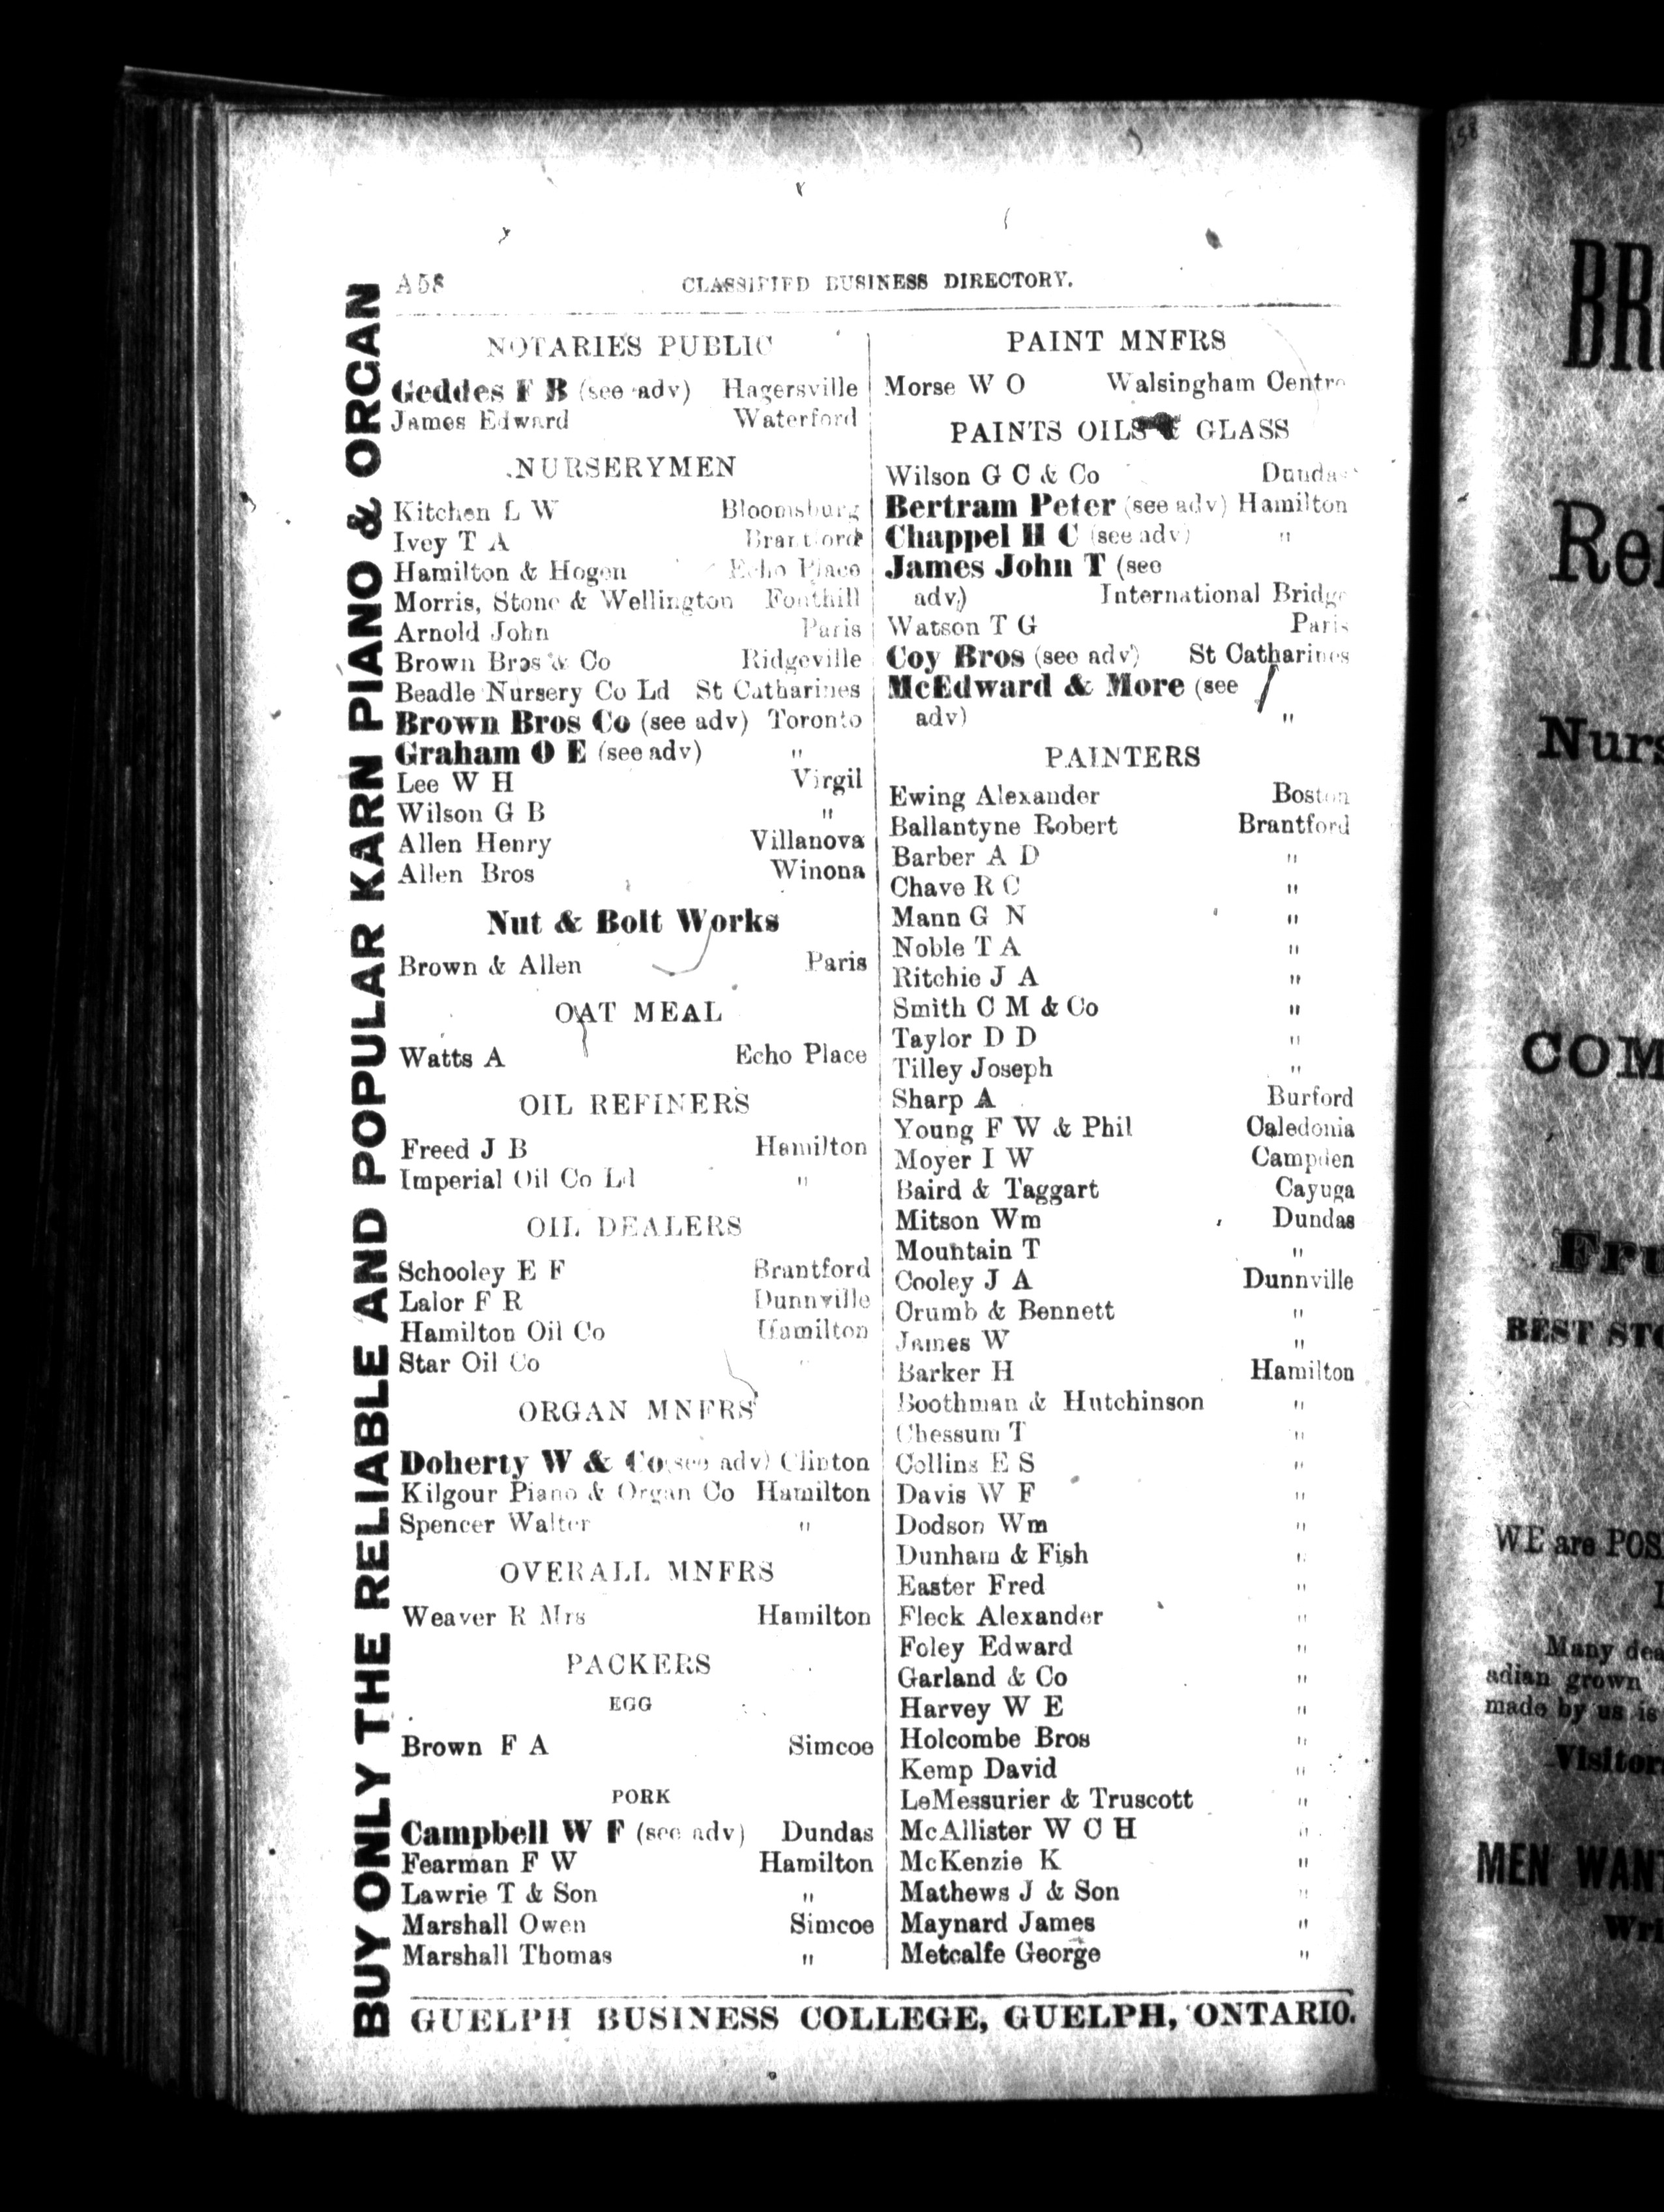 A58
CLASSIFIED BUSINESS DIRECTORY.
BUY ONLY THE RELIABLE AND POPULAR KARN PIANO & ORGAN
NOTARIES PUBLIC
Geddes F B (see adv) Hagersville
James Edward Waterford
NURSERYMEN
Kitchen L W Bloomsburg
Ivey T A Brantford
Hamilton & Hogen Echo Place
Morris, Stone & Wellington Fonthill
Arnold John Paris
Brown Bros & Co Ridgeville
Beadle Nursery Co Ld St Catharines
Brown Bros Co (see adv) Toronto
Graham O E (see adv) "
Lee W H Virgil
Wilson G B "
Allen Henry Villanova
Allen Bros Winona
Nut & Bolt Works
Brown & Allen Paris
OAT MEAL
Watts A Echo Place
OIL REFINERS
Freed J B Hamilton
Imperial Oil Co Ld "
OIL DEALERS
Schooley E F Brantford
Lalor F R Dunnville
Hamilton Oil Co Hamilton
Star Oil Co "
ORGAN MNFRS
Doherty W & Co (see adv) Clinton
Kilgour Piano & Organ Co Hamilton
Spencer Walter "
OVERALL MNFRS
Weaver R Mrs Hamilton
PACKERS
EGG
Brown F A Simcoe
PORK
Campbell W F (see adv) Dundas
Fearman F W Hamilton
Lawrie T & Son "
Marshall Owen Simcoe
Marshall Thomas "
PAINT MNFRS
Morse W O Walsingham Centre
PAINTS OILS & GLASS
Wilson G C & Co Dundas
Bertram Peter (see adv) Hamilton
Chappel H C (see adv) "
James John T (see
adv) International Bridge
Watson T G Paris
Coy Bros (see adv) St Catharines
McEdward & More (see
adv) "
PAINTERS
Ewing Alexander Boston
Ballantyne Robert Brantford
Barber A D "
Chave R C "
Mann G N "
Noble T A "
Ritchie J A "
Smith C M & Co "
Taylor D D "
Tilley Joseph "
Sharp A Burford
Young F W & Phil Caledonia
Moyer I W Campden
Baird & Taggart Cayuga
Mitson Wm Dundas
Mountain T "
Cooley J A Dunnville
Crumb & Bennett "
James W "
Barker H Hamilton
Boothman & Hutchinson "
Chessum T "
Collins E S "
Davis W F "
Dodson Wm "
Dunham & Fish "
Easter Fred "
Fleck Alexander "
Foley Edward "
Garland & Co "
Harvey W E "
Holcombe Bros "
Kemp David "
LeMessurier & Truscott "
McAllister W C H "
McKenzie K "
Mathews J & Son "
Maynard James "
Metcalfe George "
GUELPH BUSINESS COLLEGE, GUELPH, ONTARIO.
WE are
Many
adian grown
made by us is
MEN